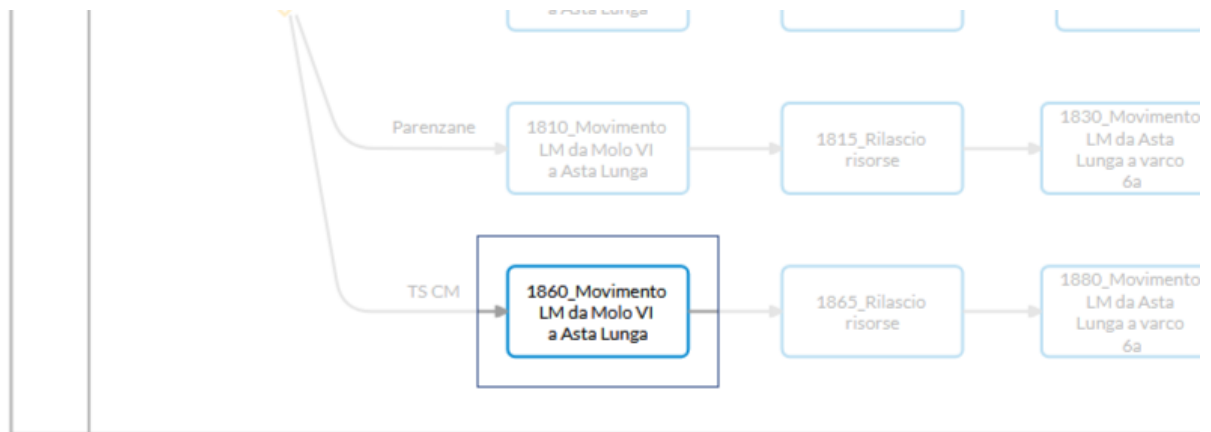 a Asta Lunga
Parenzane
1810_Movimento
LM da Molo VI
a Asta Lunga
1815_Rilascio
risorse
1830_Movimento
LM da Asta
Lunga a varco
6a
TS CM
1860_Movimento
LM da Molo VI
a Asta Lunga
1865_Rilascio
risorse
1880_Movimento
LM da Asta
Lunga a varco
6a